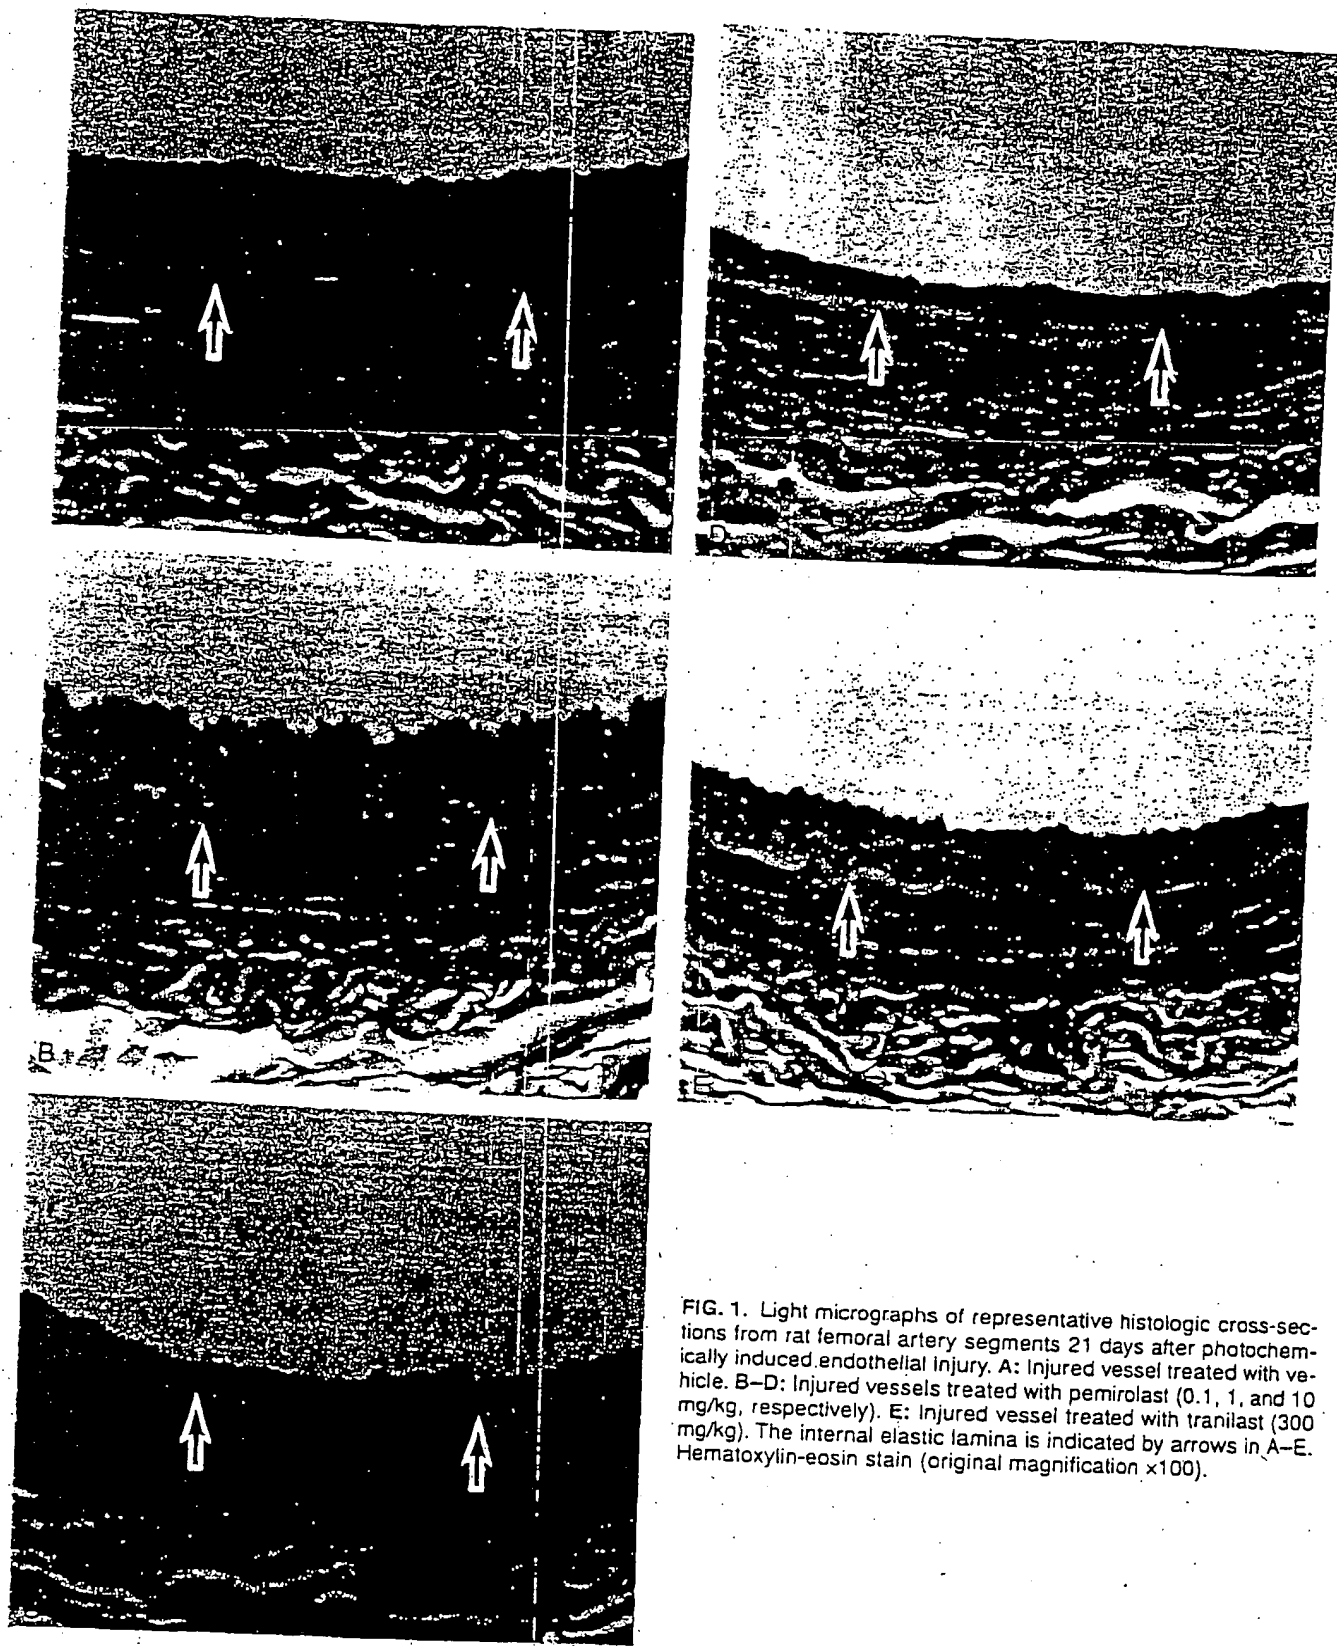 D
B
E
FIG. 1. Light micrographs of representative histologic cross-sec-
tions from rat femoral artery segments 21 days after photochem-
ically induced endothelial injury. A: Injured vessel treated with ve-
hicle. B–D: Injured vessels treated with pemirolast (0.1, 1, and 10
mg/kg, respectively). E: Injured vessel treated with tranilast (300
mg/kg). The internal elastic lamina is indicated by arrows in A–E.
Hematoxylin-eosin stain (original magnification x100).